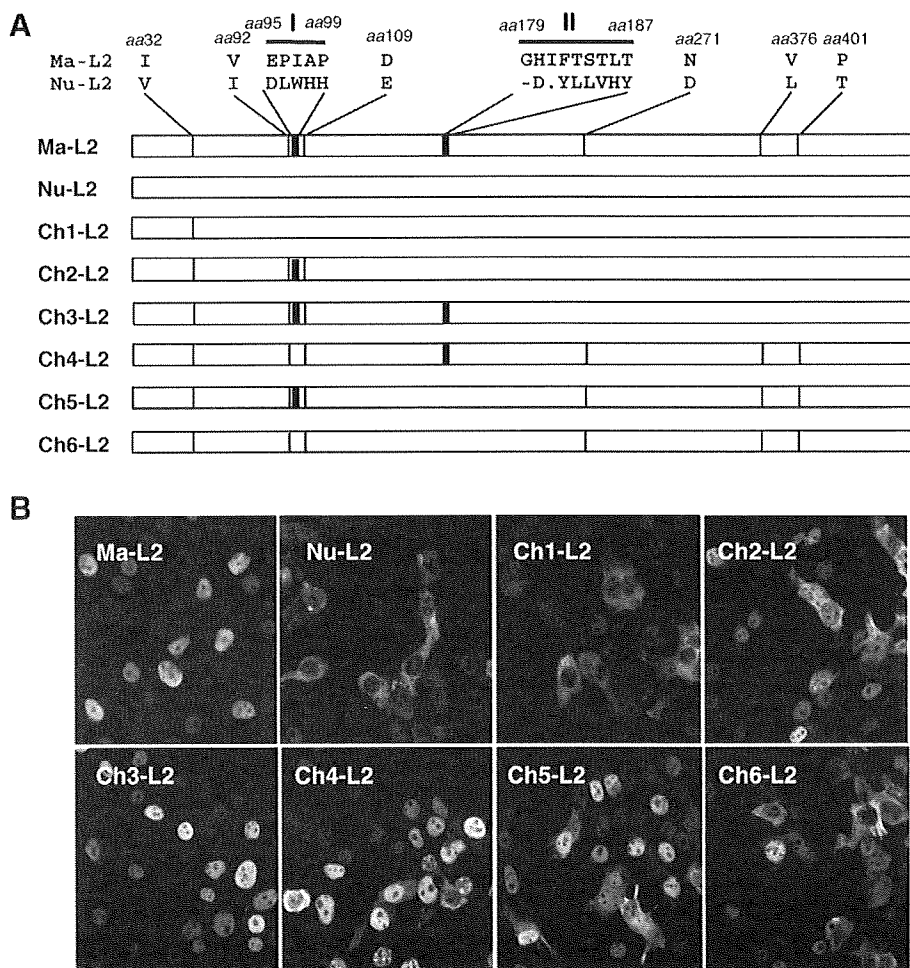 A
I II
aa95 aa99 aa179 aa187
aa32 aa92 aa109 aa271 aa376 aa401
Ma-L2 I V EPIAP D GHIFTSTLT N V P
Nu-L2 V I DLWHH E -D.YLLVHY D L T
Ma-L2
Nu-L2
Ch1-L2
Ch2-L2
Ch3-L2
Ch4-L2
Ch5-L2
Ch6-L2
B
Ma-L2 Nu-L2 Ch1-L2 Ch2-L2
Ch3-L2 Ch4-L2 Ch5-L2 Ch6-L2